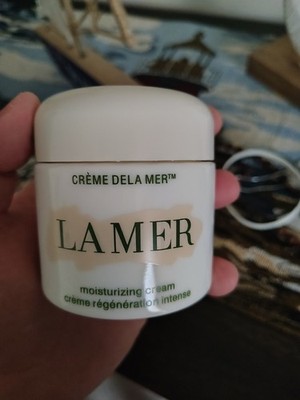 CRÈME DE LA MER™
LA MER
moisturizing cream
crème régénération intense